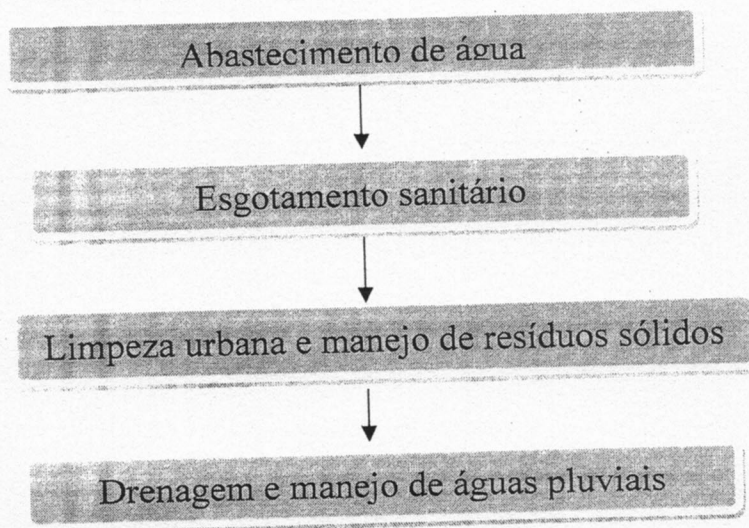 Abastecimento de água
Esgotamento sanitário
Limpeza urbana e manejo de resíduos sólidos
Drenagem e manejo de águas pluviais